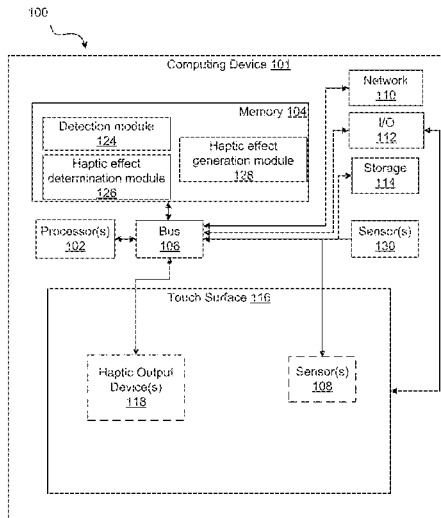 100
Computing Device 101
Network
110
Memory 104
I/O
112
Detection module
124
Haptic effect
generation module
128
Haptic effect
determination module
126
Storage
114
Processor(s)
102
Bus
106
Sensor(s)
130
Touch Surface 116
Haptic Output
Device(s)
118
Sensor(s)
108